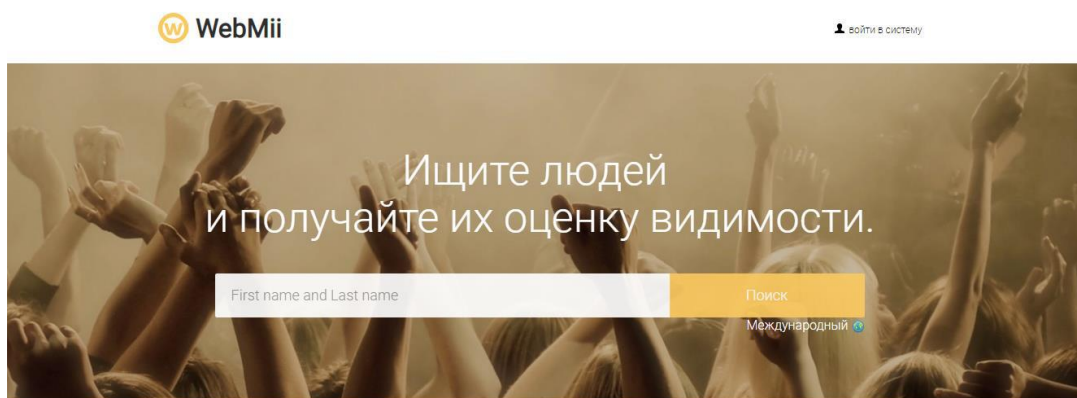 WebMii
войти в систему
Ищите людей
и получайте их оценку видимости.
First name and Last name
Поиск
Международный